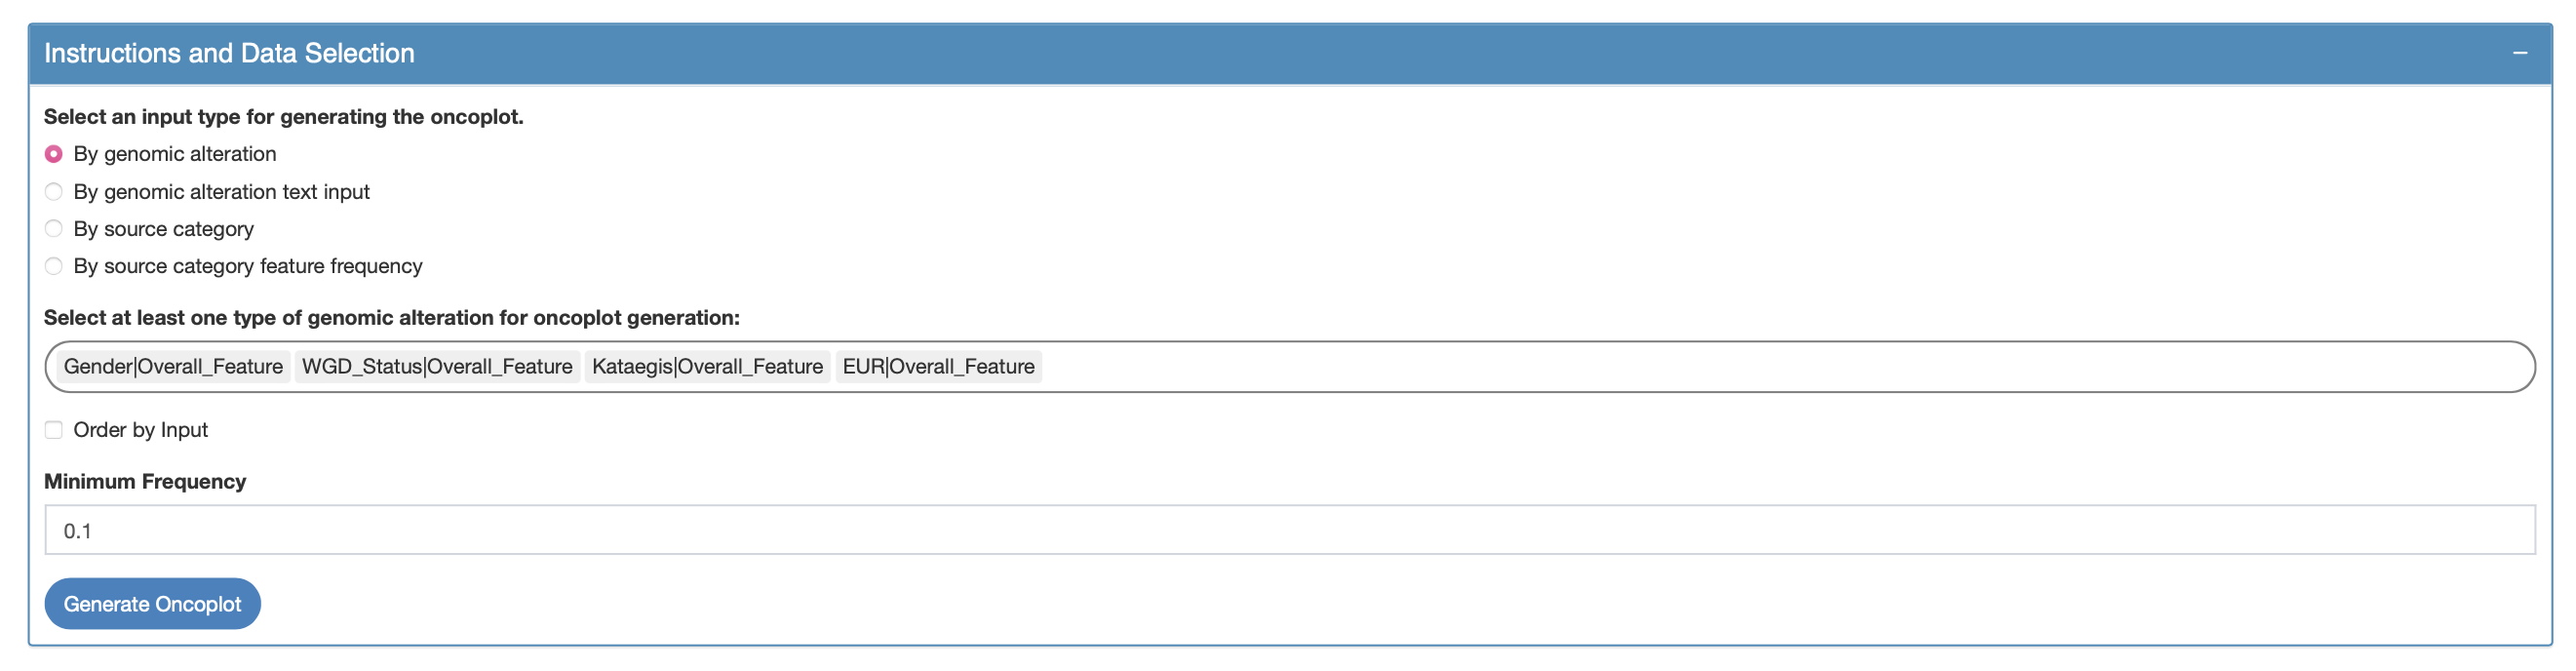 Instructions and Data Selection
Select an input type for generating the oncoplot.
By genomic alteration
By genomic alteration text input
By source category
By source category feature frequency
Select at least one type of genomic alteration for oncoplot generation:
Gender|Overall_Feature WGD_Status|Overall_Feature Kataegis|Overall_Feature EUR|Overall_Feature
Order by Input
Minimum Frequency
0.1
Generate Oncoplot